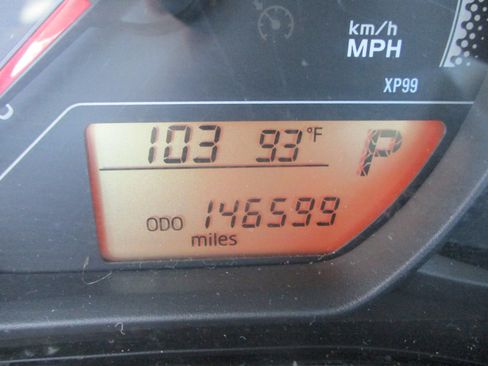 km/h
MPH
XP99
103 93°F P
ODO 146599
miles